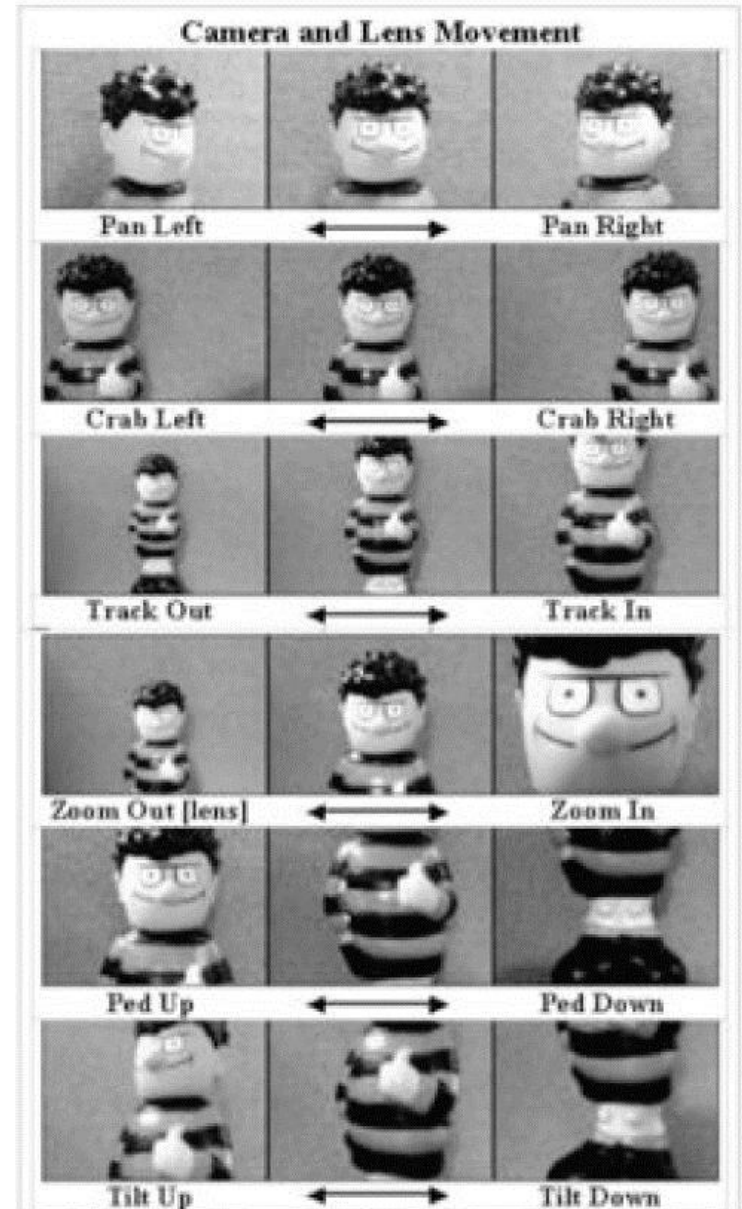 Camera and Lens Movement
Pan Left Pan Right
Crab Left Crab Right
Track Out Track In
Zoom Out [lens] Zoom In
Ped Up Ped Down
Tilt Up Tilt Down